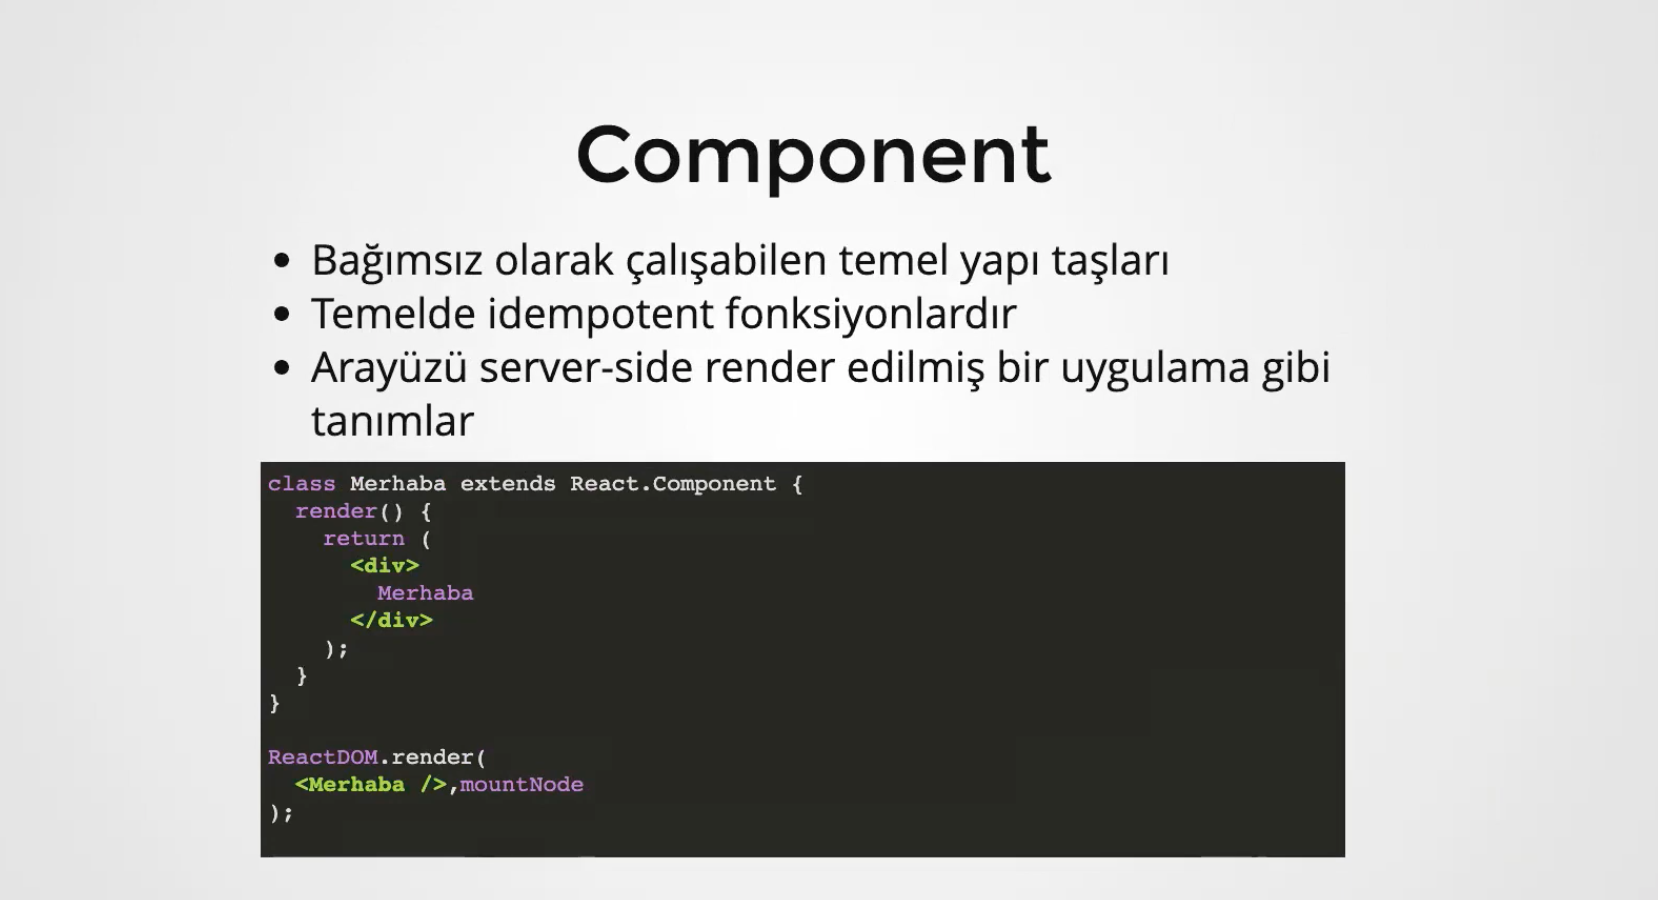 Component
• Bağımsız olarak çalışabilen temel yapı taşları
• Temelde idempotent fonksiyonlardır
• Arayüzü server-side render edilmiş bir uygulama gibi
tanımlar
class Merhaba extends React.Component {
  render() {
    return (
      <div>
        Merhaba
      </div>
    );
  }
}

ReactDOM.render(
  <Merhaba />,mountNode
);